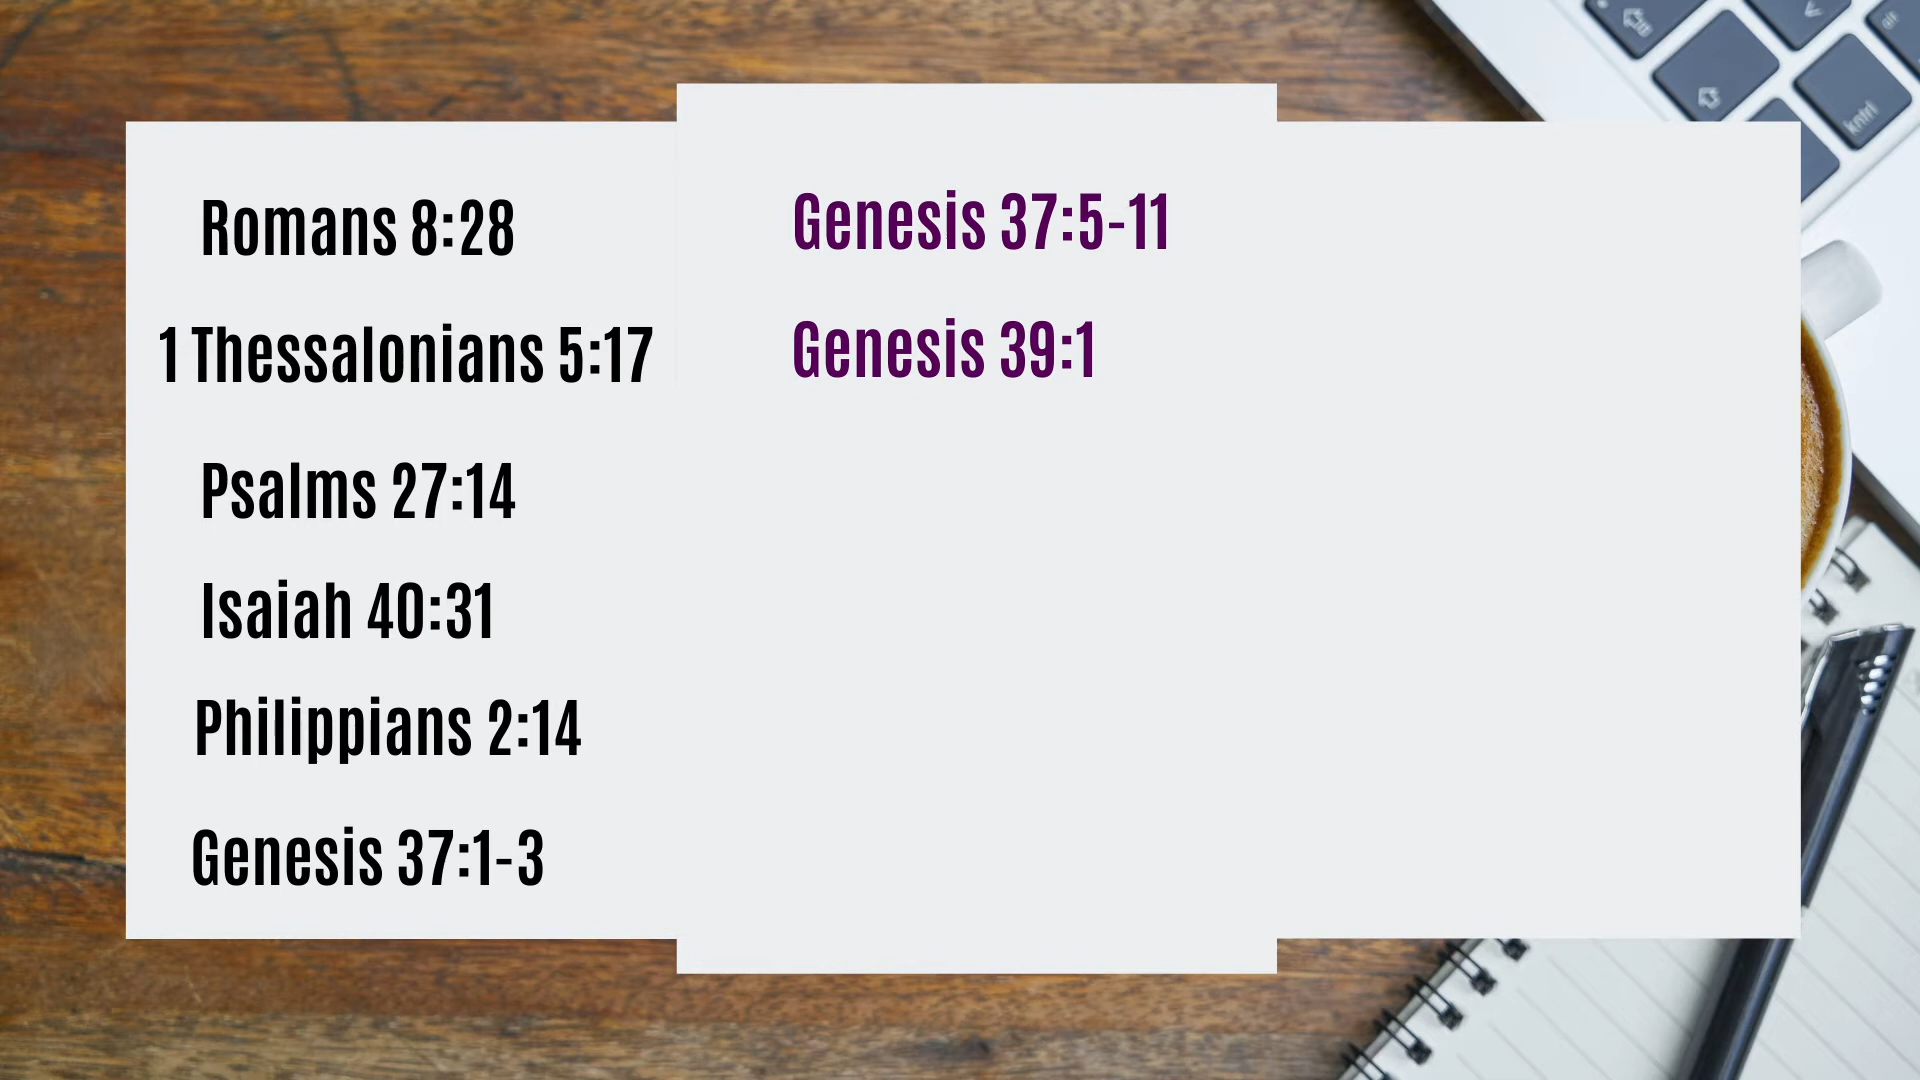 Romans 8:28
1 Thessalonians 5:17
Psalms 27:14
Isaiah 40:31
Philippians 2:14
Genesis 37:1-3
Genesis 37:5-11
Genesis 39:1
kntrl